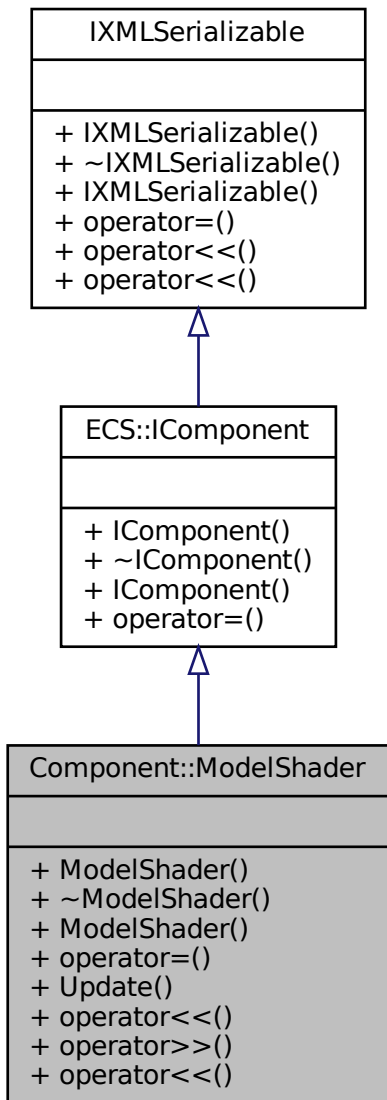 IXMLSerializable
+ IXMLSerializable()
+ ~IXMLSerializable()
+ IXMLSerializable()
+ operator=()
+ operator<<()
+ operator<<()
ECS::IComponent
+ IComponent()
+ ~IComponent()
+ IComponent()
+ operator=()
Component::ModelShader
+ ModelShader()
+ ~ModelShader()
+ ModelShader()
+ operator=()
+ Update()
+ operator<<()
+ operator>>()
+ operator<<()